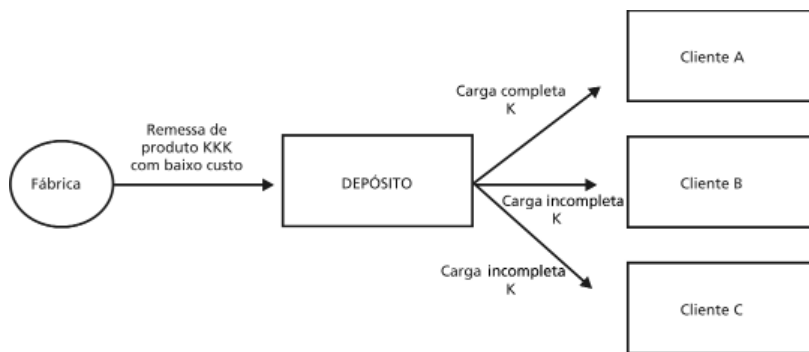 Fábrica
Remessa de
produto KKK
com baixo custo
DEPÓSITO
Carga completa
K
Cliente A
Carga incompleta
K
Cliente B
Carga incompleta
K
Cliente C